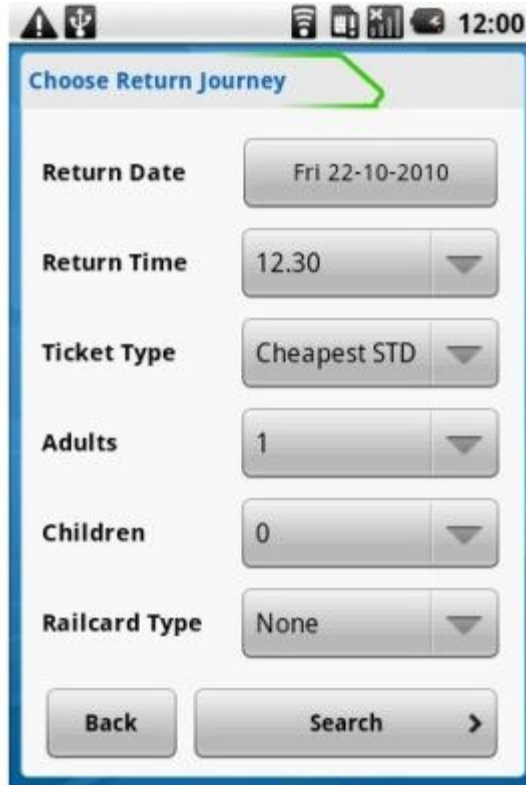 12:00
Choose Return Journey
Return Date Fri 22-10-2010
Return Time 12.30
Ticket Type Cheapest STD
Adults 1
Children 0
Railcard Type None
Back Search